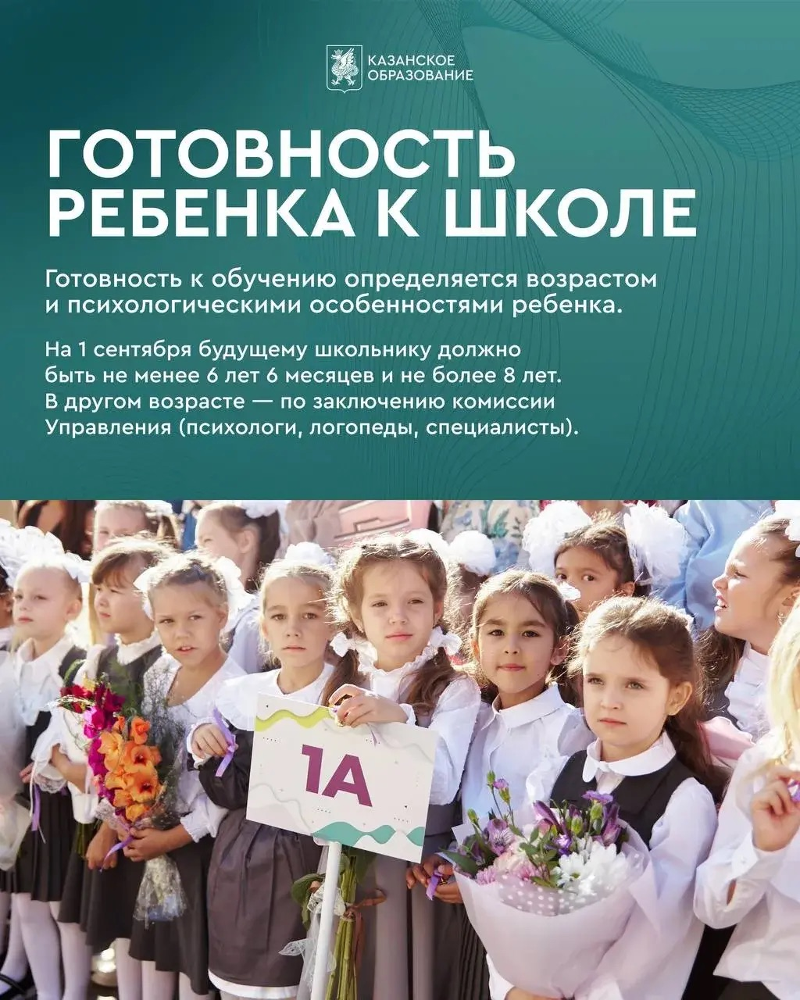 КАЗАНСКОЕ
ОБРАЗОВАНИЕ
ГОТОВНОСТЬ
РЕБЕНКА К ШКОЛЕ
Готовность к обучению определяется возрастом
и психологическими особенностями ребенка.
На 1 сентября будущему школьнику должно
быть не менее 6 лет 6 месяцев и не более 8 лет.
В другом возрасте — по заключению комиссии
Управления (психологи, логопеды, специалисты).
1А